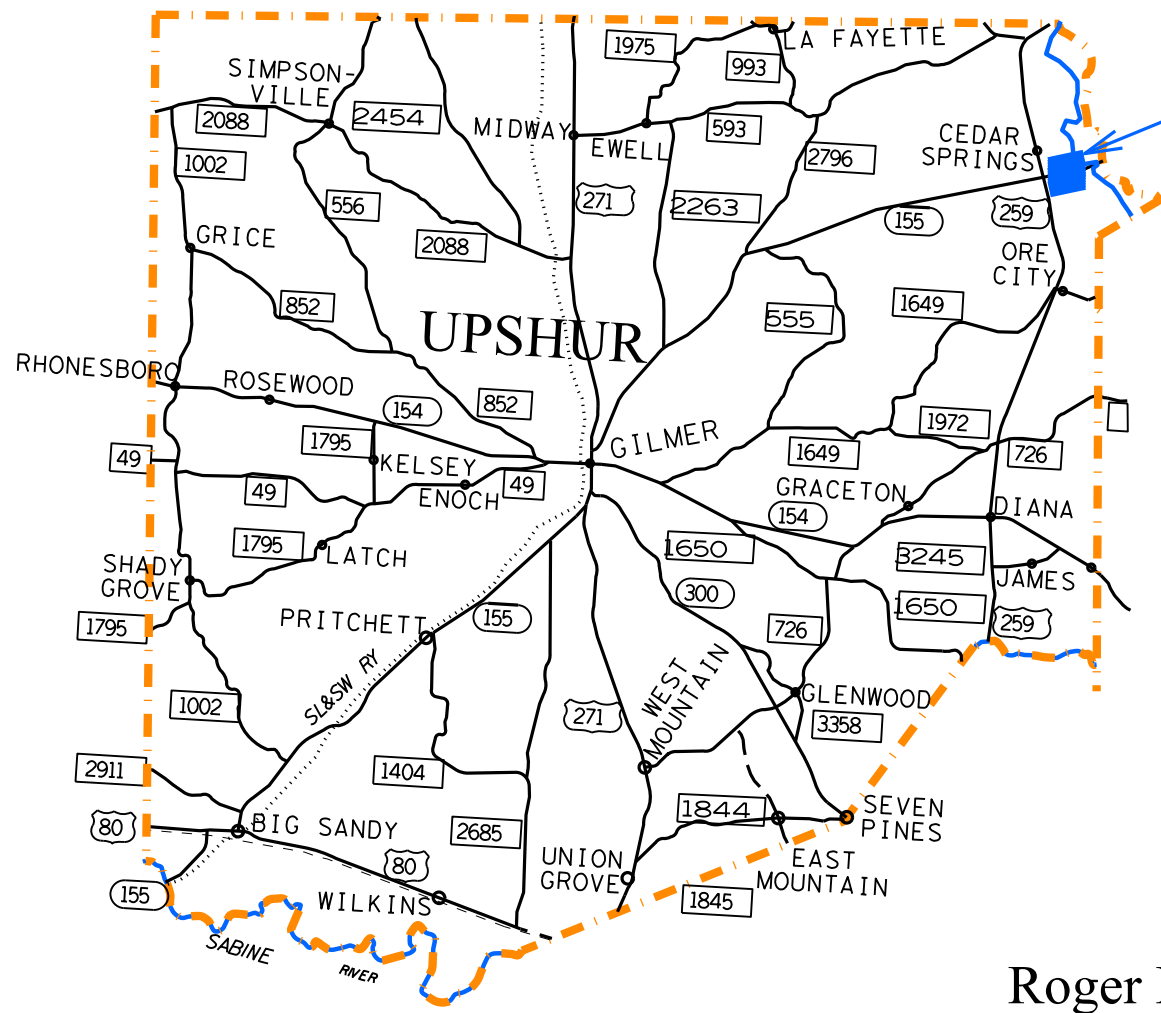 1975
LA FAYETTE
993
SIMPSON-
VILLE
2088
2454
MIDWAY
EWELL
593
CEDAR
SPRINGS
2796
1002
556
271
2263
155
259
GRICE
2088
ORE
CITY
852
555
1649
UPSHUR
RHONESBORO
ROSEWOOD
154
852
1972
1795
GILMER
49
KELSEY
1649
726
49
ENOCH
49
GRACETON
154
DIANA
1795
LATCH
1650
3245
SHADY
GROVE
JAMES
300
1795
PRITCHETT
155
726
1650
259
SL&SW RY
WEST
MOUNTAIN
1002
271
GLENWOOD
3358
2911
1404
80
BIG SANDY
2685
1844
SEVEN
PINES
80
UNION
GROVE
EAST
MOUNTAIN
155
WILKINS
1845
SABINE
RIVER
Roger